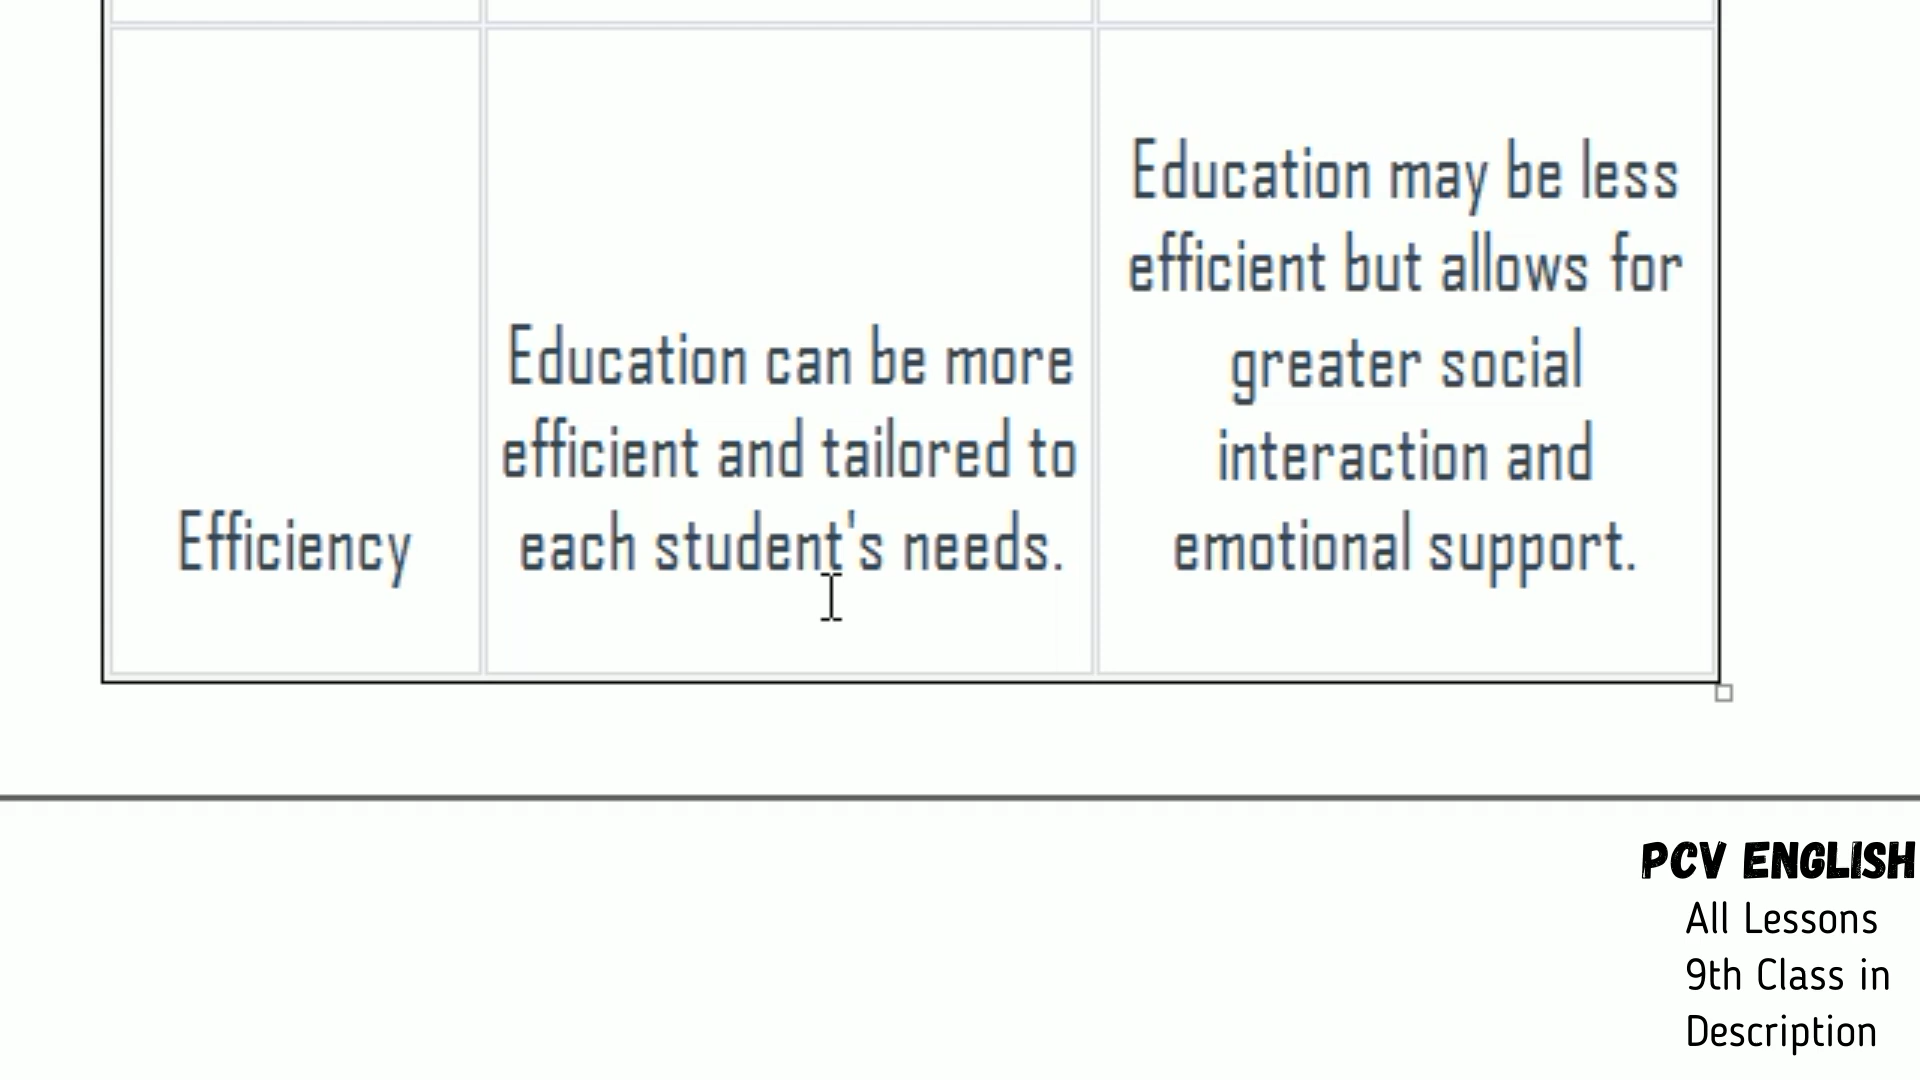 Efficiency
Education can be more
efficient and tailored to
each student's needs.
Education may be less
efficient but allows for
greater social
interaction and
emotional support.
PCV ENGLISH
All Lessons
9th Class in
Description